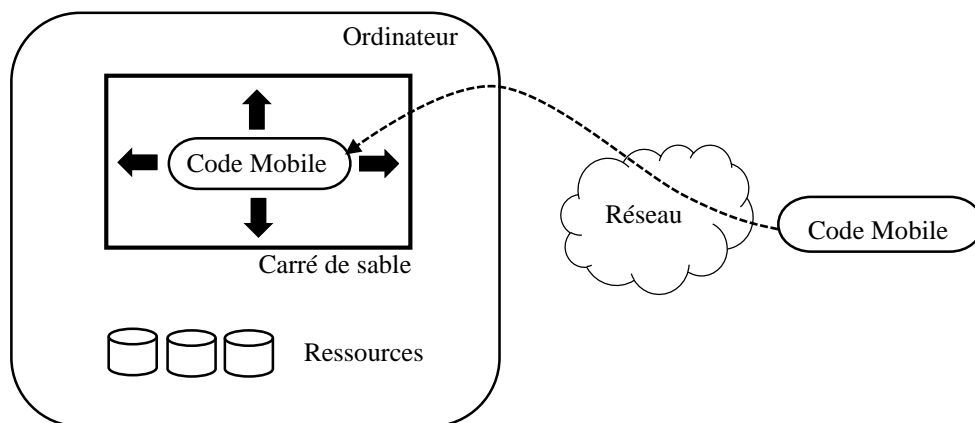 Ordinateur
Code Mobile
Réseau
Code Mobile
Carré de sable
Ressources